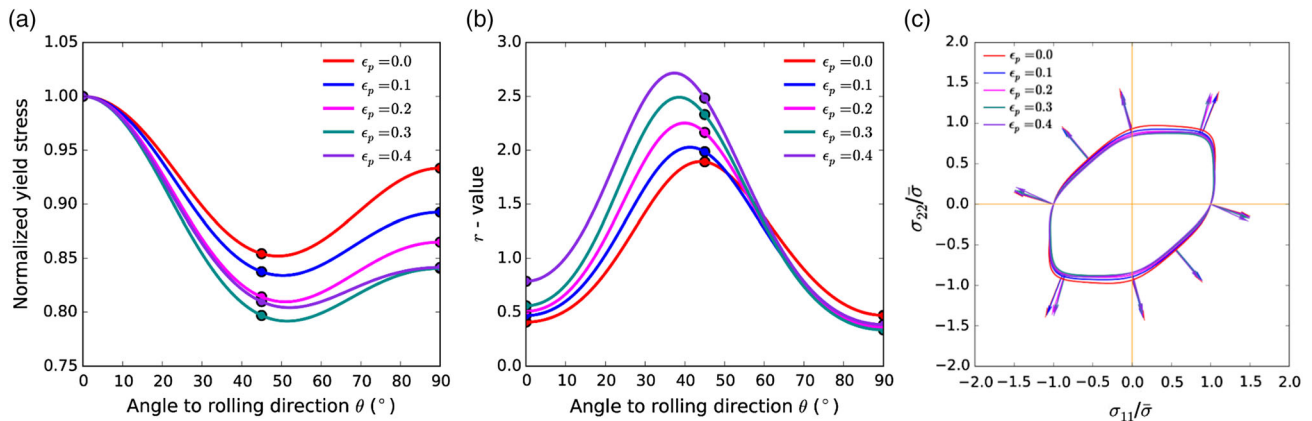 (a)
Normalized yield stress
1.05
1.00
0.95
0.90
0.85
0.80
0.75
0 10 20 30 40 50 60 70 80 90
Angle to rolling direction θ (°)
ϵp = 0.0
ϵp = 0.1
ϵp = 0.2
ϵp = 0.3
ϵp = 0.4
(b)
r - value
3.0
2.5
2.0
1.5
1.0
0.5
0.0
0 10 20 30 40 50 60 70 80 90
Angle to rolling direction θ (°)
ϵp = 0.0
ϵp = 0.1
ϵp = 0.2
ϵp = 0.3
ϵp = 0.4
(c)
σ22/σ̄
2.0
1.5
1.0
0.5
0.0
−0.5
−1.0
−1.5
−2.0
−2.0 −1.5 −1.0 −0.5 0.0 0.5 1.0 1.5 2.0
σ11/σ̄
ϵp = 0.0
ϵp = 0.1
ϵp = 0.2
ϵp = 0.3
ϵp = 0.4